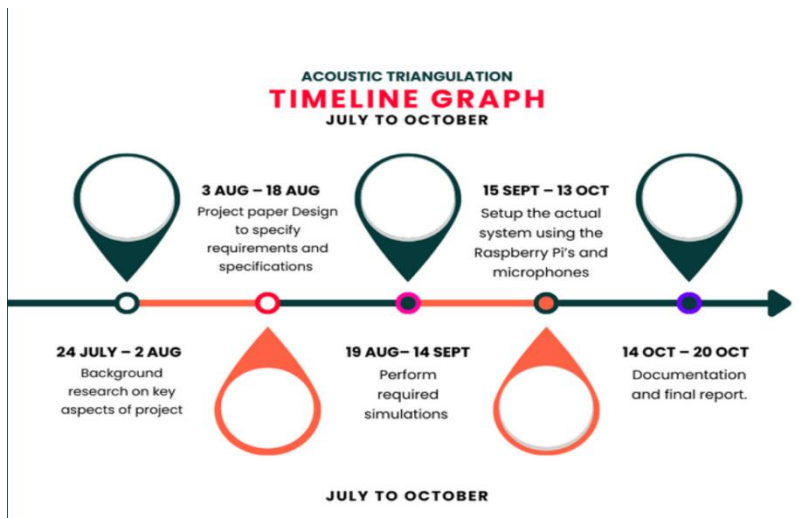 ACOUSTIC TRIANGULATION
TIMELINE GRAPH
JULY TO OCTOBER
3 AUG – 18 AUG
Project paper Design
to specify
requirements and
specifications
15 SEPT – 13 OCT
Setup the actual
system using the
Raspberry Pi's and
microphones
24 JULY – 2 AUG
Background
research on key
aspects of project
19 AUG– 14 SEPT
Perform
required
simulations
14 OCT – 20 OCT
Documentation
and final report.
JULY TO OCTOBER